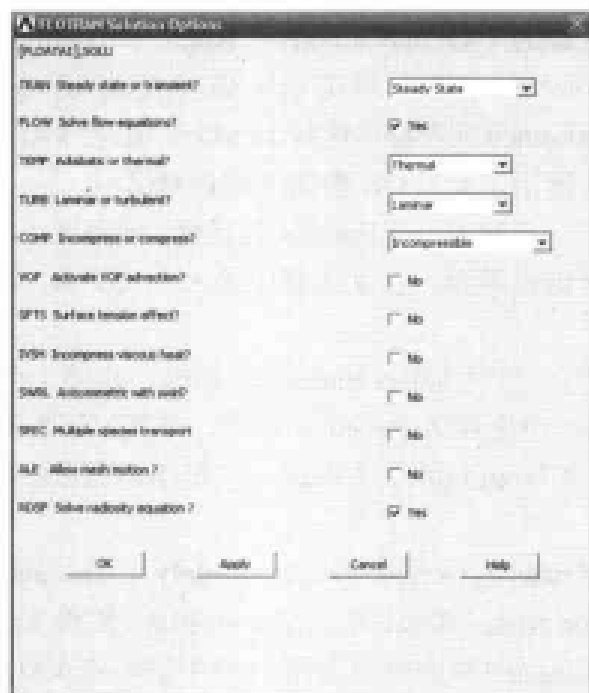 FLOTRAN Solution Options
[FLDATA1],SOLU
TRAN Steady state or transient? Steady State
FLOW Solve flow equations? Yes
TEMP Adiabatic or thermal? Thermal
TURB Laminar or turbulent? Laminar
COMP Incompress or compress? Incompressible
VOF Activate VOF advection? No
SFTS Surface tension effect? No
IVSH Incompress viscous heat? No
SWRL Axisymmetric with swirl? No
SPEC Multiple species transport No
ALE Allow mesh motion ? No
RDSF Solve radiosity equation ? Yes
OK Apply Cancel Help